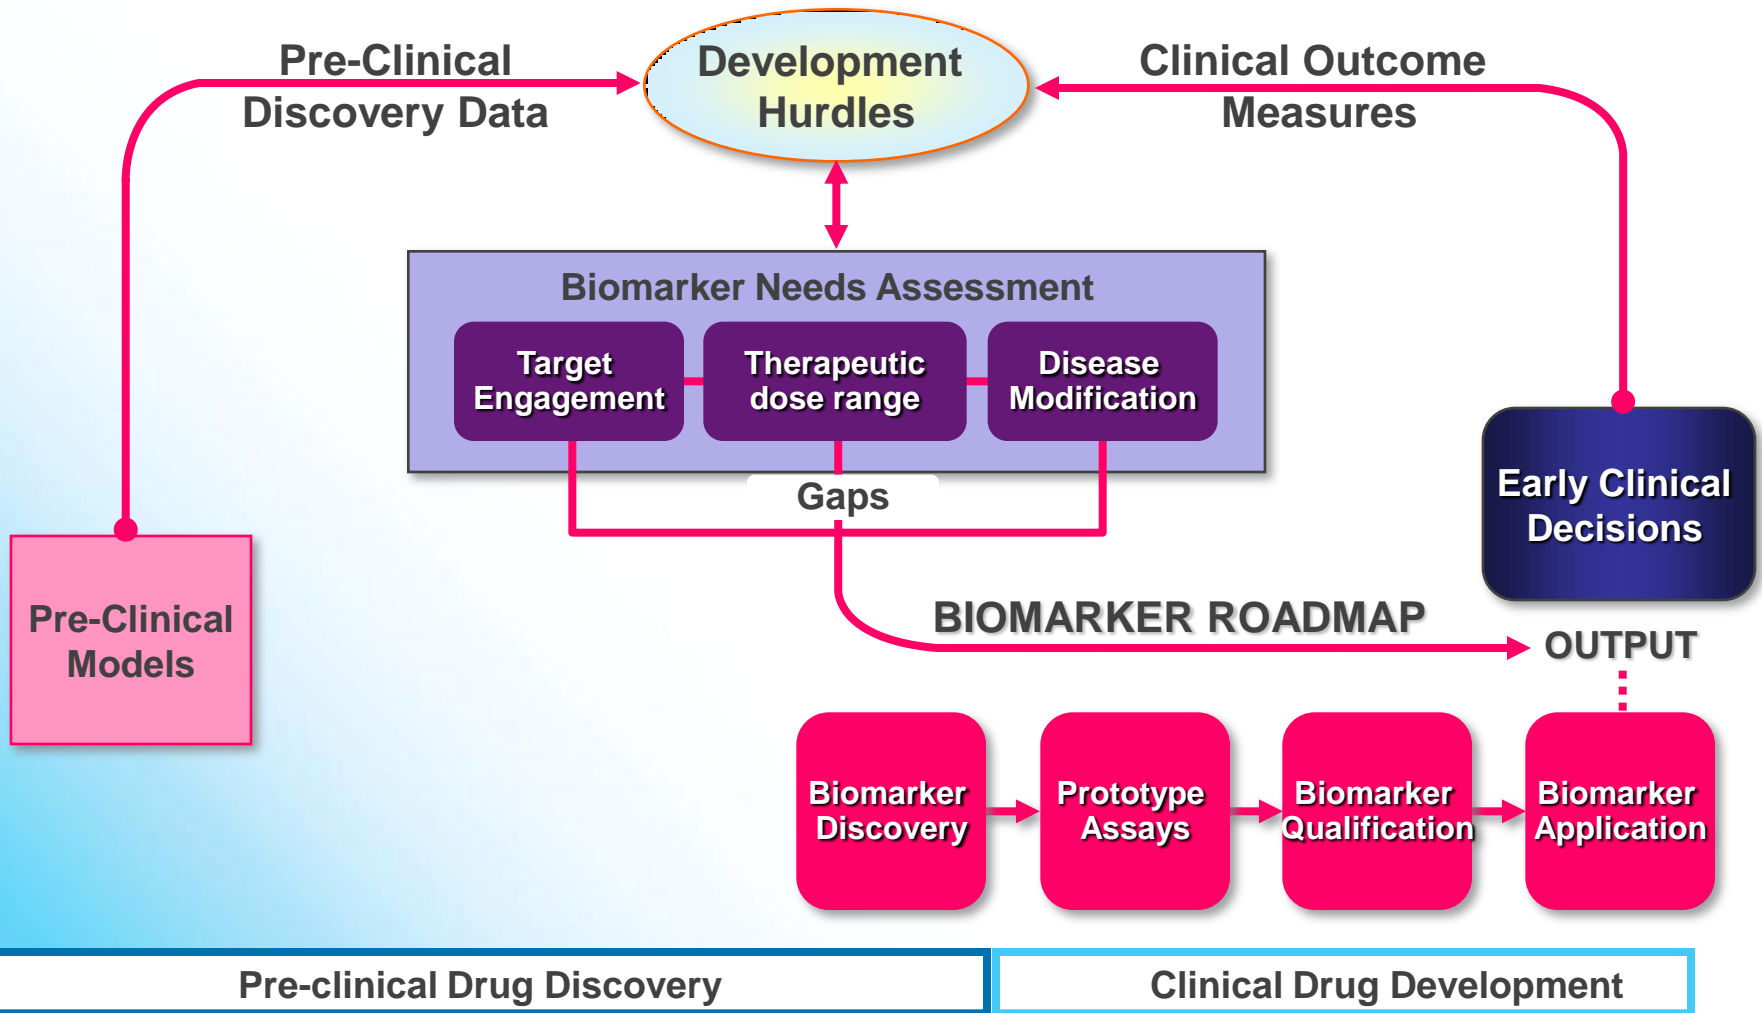 Pre-Clinical
Discovery Data
Development
Hurdles
Clinical Outcome
Measures
Biomarker Needs Assessment
Target
Engagement
Therapeutic
dose range
Disease
Modification
Gaps
Early Clinical
Decisions
Pre-Clinical
Models
BIOMARKER ROADMAP
OUTPUT
Biomarker
Discovery
Prototype
Assays
Biomarker
Qualification
Biomarker
Application
Pre-clinical Drug Discovery
Clinical Drug Development